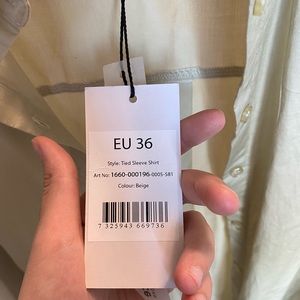 EU 36
Style: Tied Sleeve Shirt
Art No: 1660-000196-0005-581
Colour: Beige
7 325943 669736